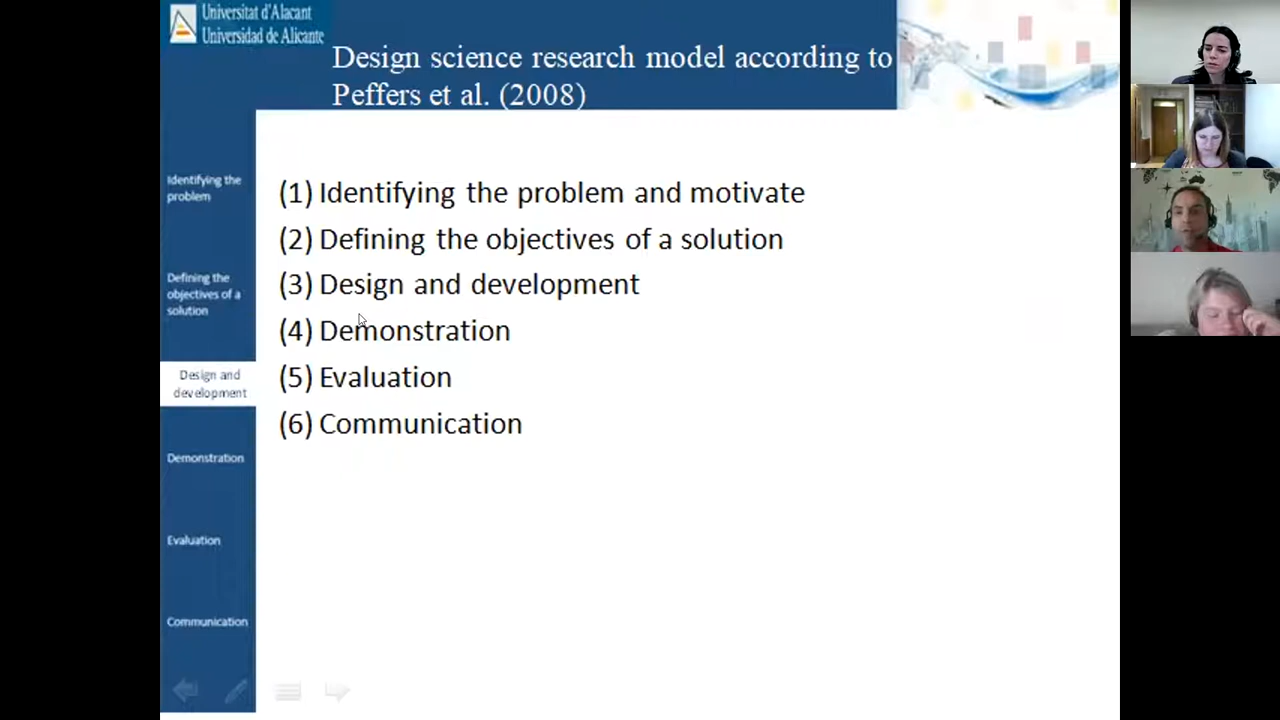 Universitat d'Alacant
Universidad de Alicante
Design science research model according to
Peffers et al. (2008)
Identifying the
problem
Defining the
objectives of a
solution
Design and
development
Demonstration
Evaluation
Communication
(1) Identifying the problem and motivate
(2) Defining the objectives of a solution
(3) Design and development
(4) Demonstration
(5) Evaluation
(6) Communication